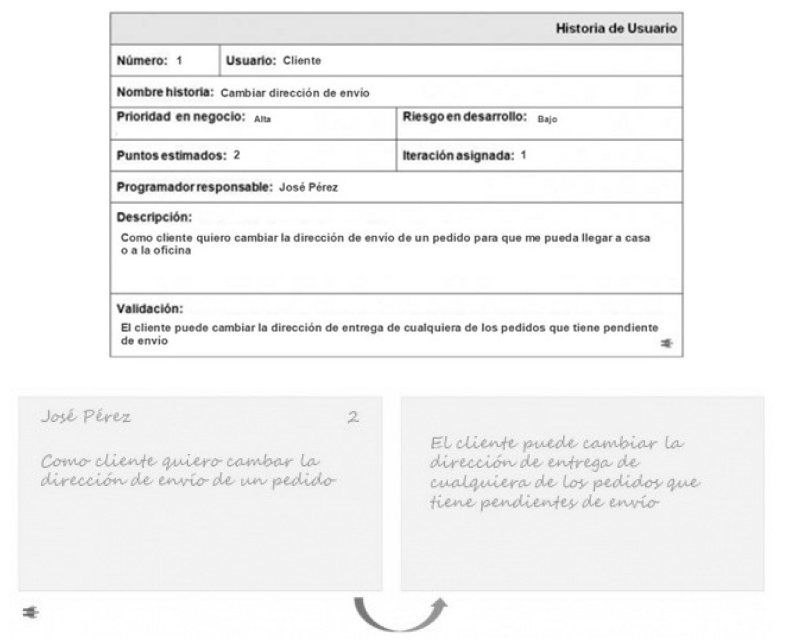 Historia de Usuario
Número: 1 Usuario: Cliente
Nombre historia: Cambiar dirección de envío
Prioridad en negocio: Alta Riesgo en desarrollo: Bajo
Puntos estimados: 2 Iteración asignada: 1
Programador responsable: José Pérez
Descripción:
Como cliente quiero cambiar la dirección de envío de un pedido para que me pueda llegar a casa
o a la oficina
Validación:
El cliente puede cambiar la dirección de entrega de cualquiera de los pedidos que tiene pendiente
de envío
José Pérez 2
Como cliente quiero cambar la
dirección de envío de un pedido
El cliente puede cambiar la
dirección de entrega de
cualquiera de los pedidos que
tiene pendientes de envío